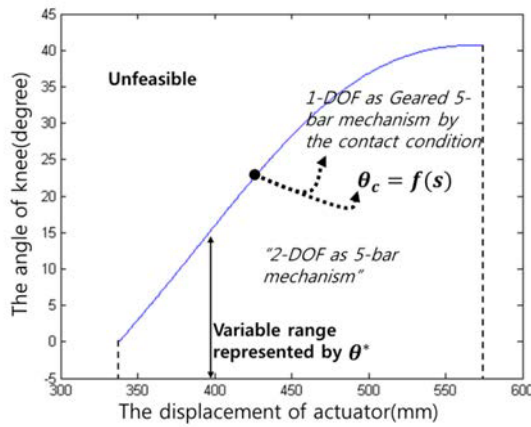 The angle of knee(degree)
45
40
35
30
25
20
15
10
5
0
-5
Unfeasible
1-DOF as Geared 5-
bar mechanism by
the contact condition
θc = f(s)
"2-DOF as 5-bar
mechanism"
Variable range
represented by θ*
300 350 400 450 500 550 600
The displacement of actuator(mm)